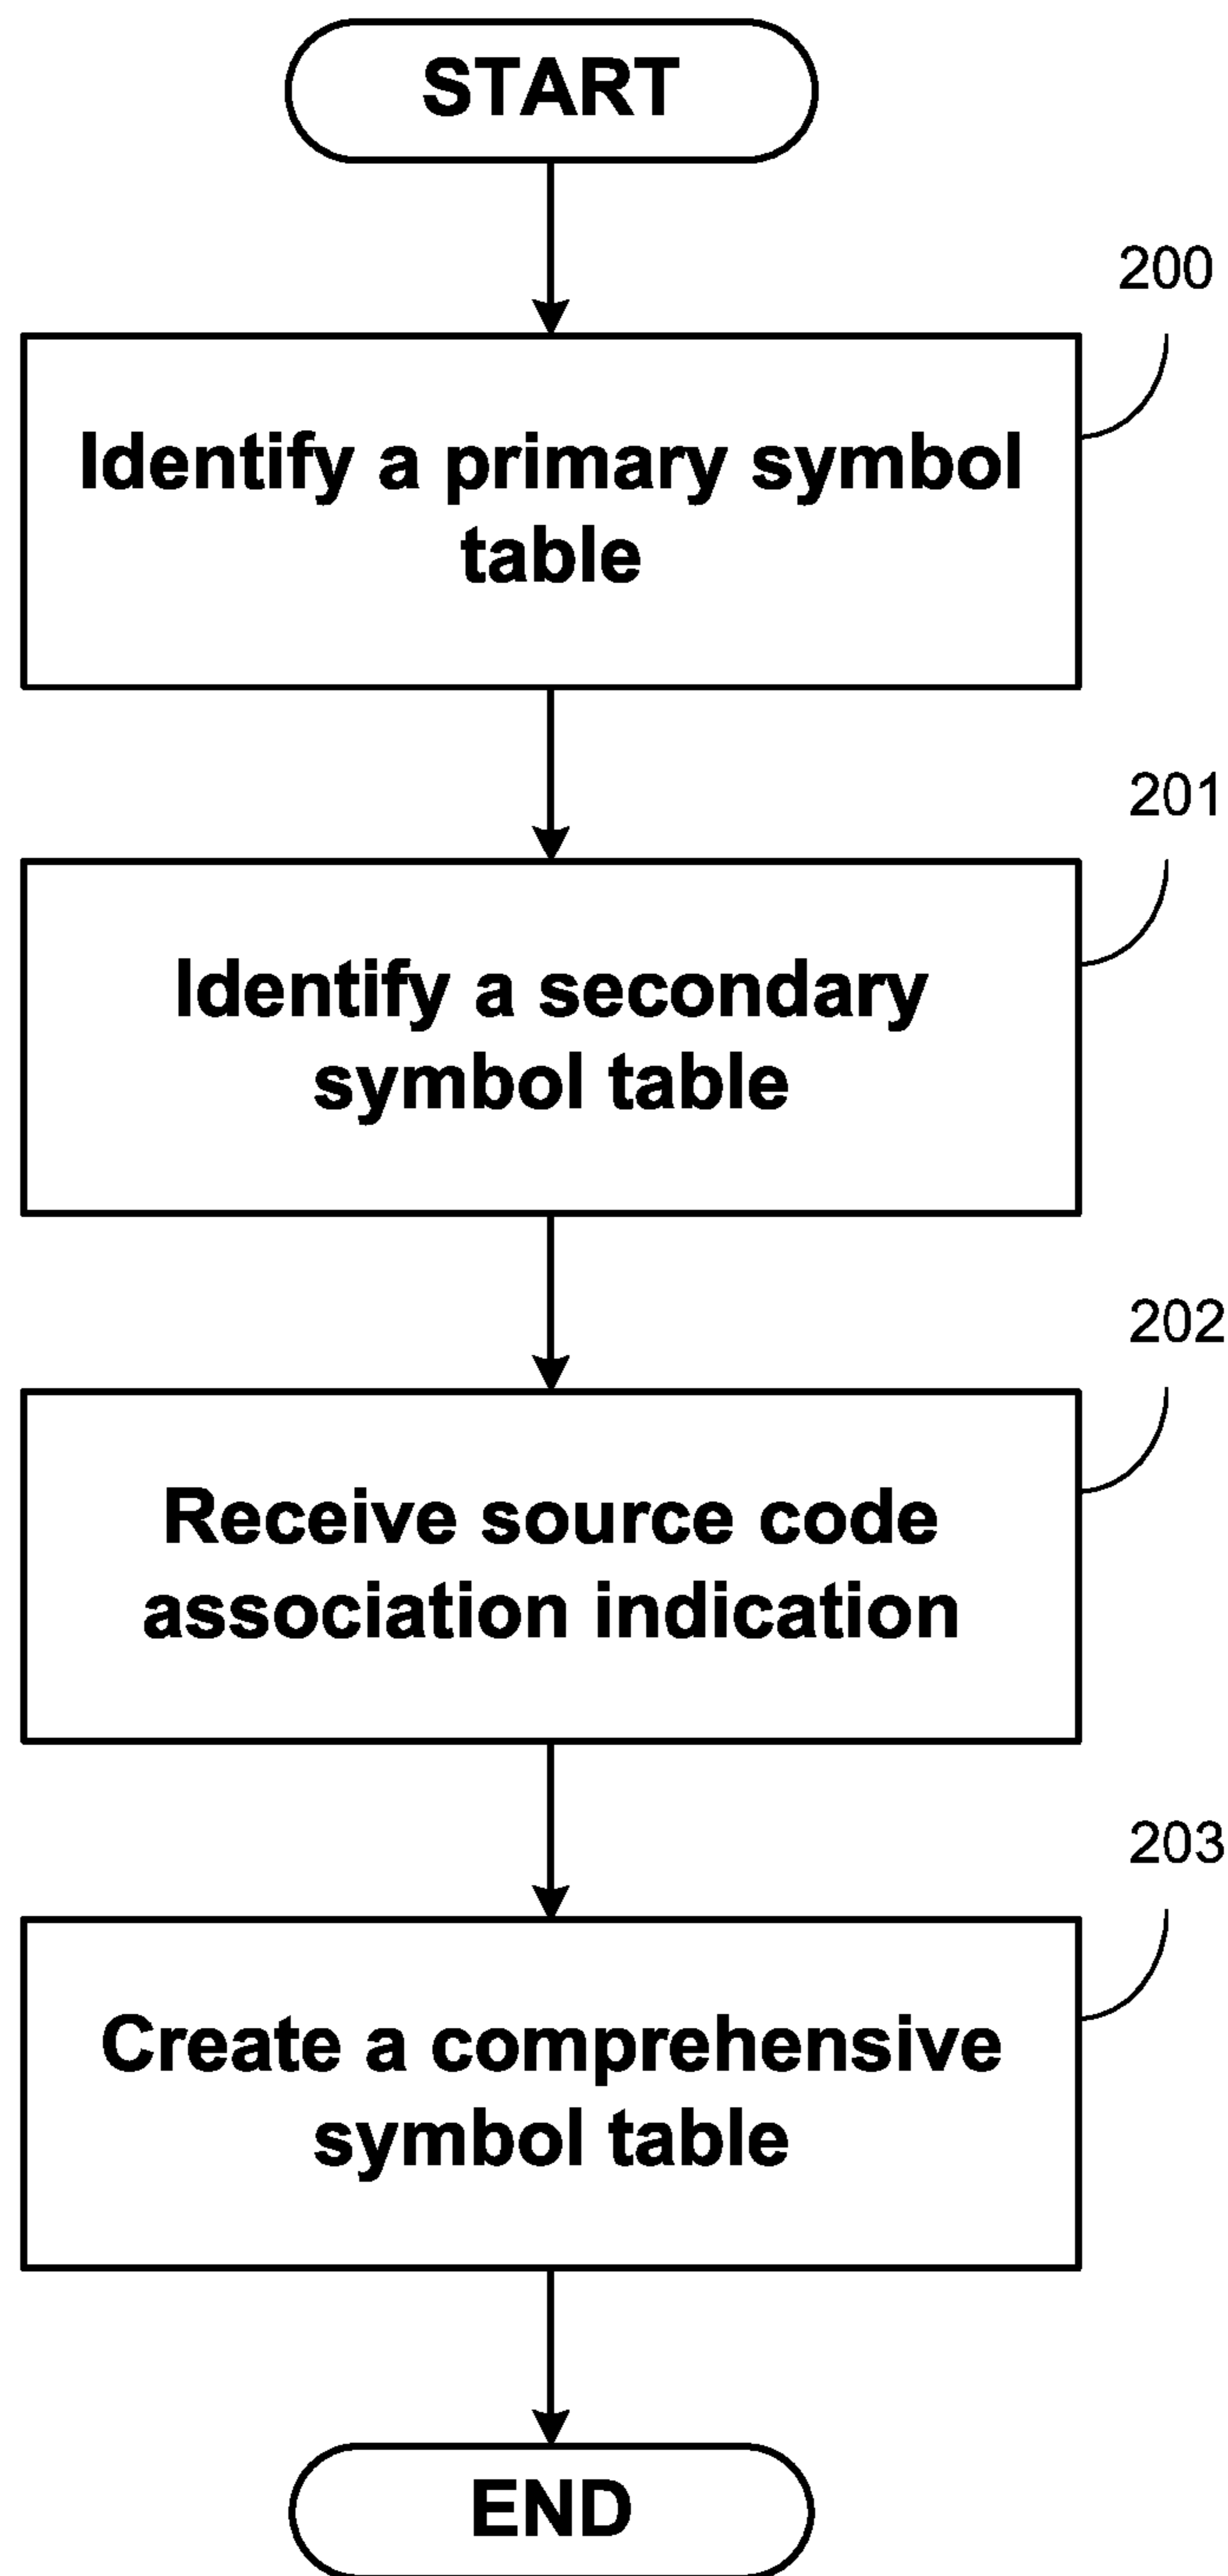 START
200
Identify a primary symbol
table
201
Identify a secondary
symbol table
202
Receive source code
association indication
203
Create a comprehensive
symbol table
END